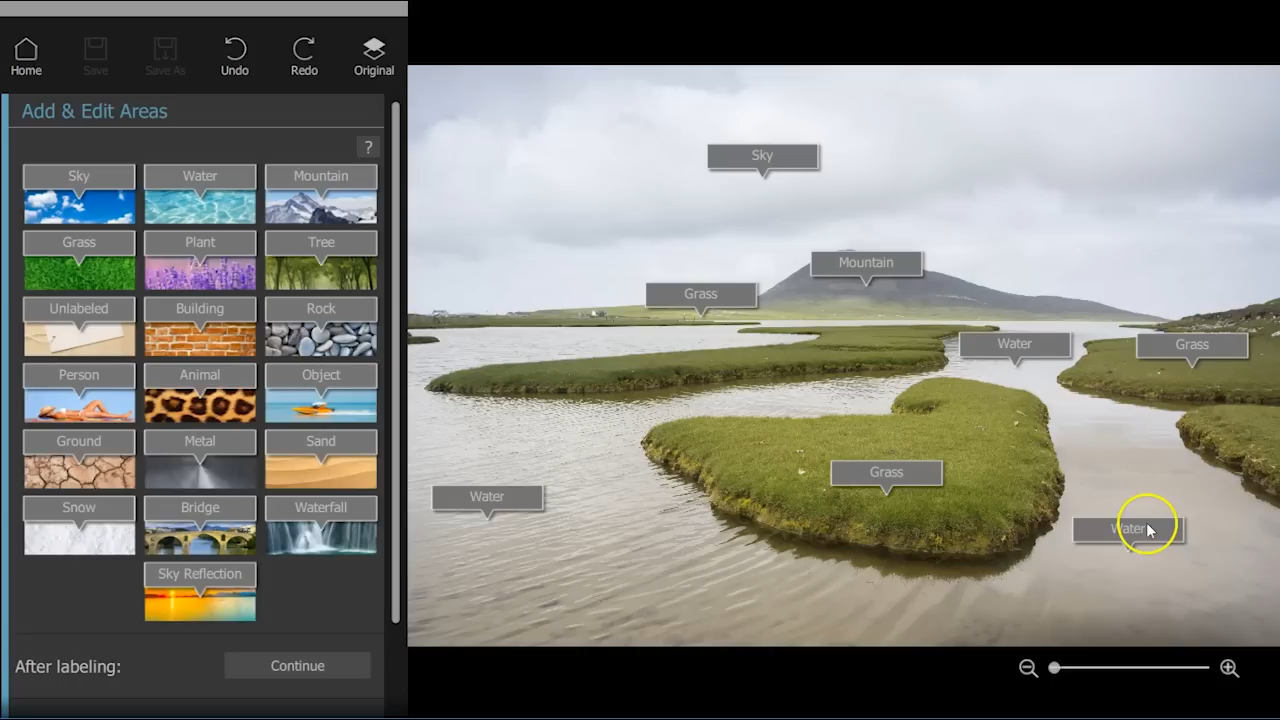 Home Save Save As Undo Redo Original
Add & Edit Areas
?
Sky Water Mountain
Grass Plant Tree
Unlabeled Building Rock
Person Animal Object
Ground Metal Sand
Snow Bridge Waterfall
Sky Reflection
After labeling: Continue
Sky
Mountain
Grass
Water Grass
Grass
Water
Water